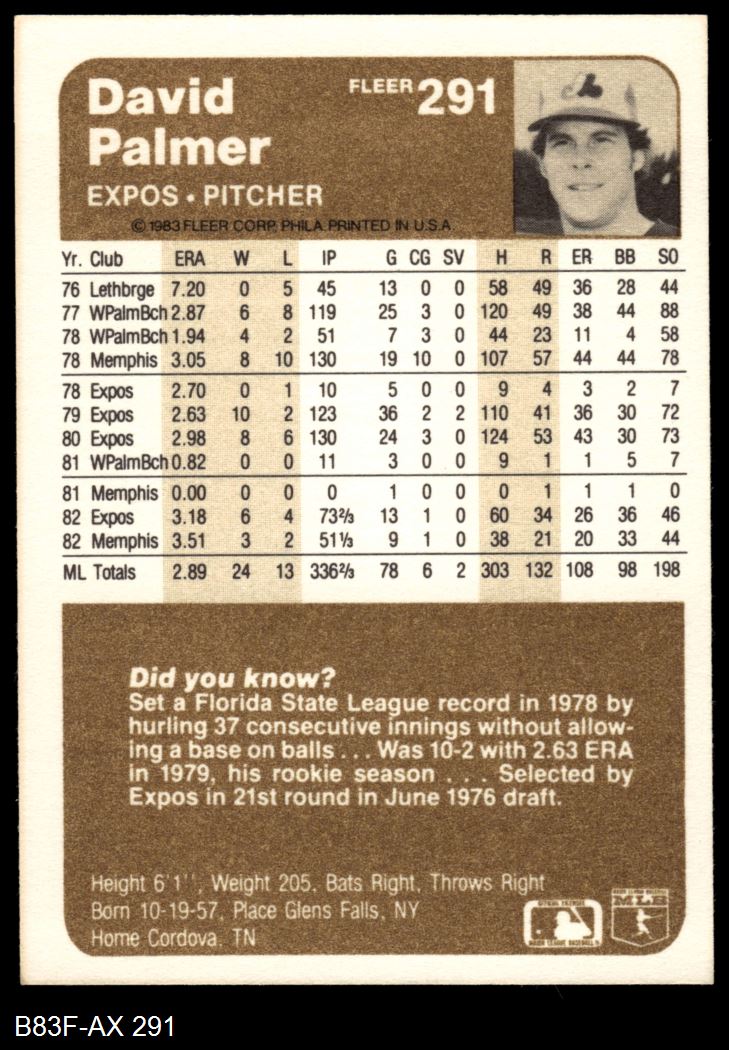 David
Palmer
FLEER 291
EXPOS • PITCHER
© 1983 FLEER CORP. PHILA. PRINTED IN U.S.A.
Yr. Club ERA W L IP G CG SV H R ER BB SO
76 Lethbrge 7.20 0 5 45 13 0 0 58 49 36 28 44
77 WPalmBch 2.87 6 8 119 25 3 0 120 49 38 44 88
78 WPalmBch 1.94 4 2 51 7 3 0 44 23 11 4 58
78 Memphis 3.05 8 10 130 19 10 0 107 57 44 44 78
78 Expos 2.70 0 1 10 5 0 0 9 4 3 2 7
79 Expos 2.63 10 2 123 36 2 2 110 41 36 30 72
80 Expos 2.98 8 6 130 24 3 0 124 53 43 30 73
81 WPalmBch 0.82 0 0 11 3 0 0 9 1 1 5 7
81 Memphis 0.00 0 0 0 1 0 0 0 1 1 1 0
82 Expos 3.18 6 4 73⅔ 13 1 0 60 34 26 36 46
82 Memphis 3.51 3 2 51⅓ 9 1 0 38 21 20 33 44
ML Totals 2.89 24 13 336⅔ 78 6 2 303 132 108 98 198
Did you know?
Set a Florida State League record in 1978 by
hurling 37 consecutive innings without allow-
ing a base on balls . . . Was 10-2 with 2.63 ERA
in 1979, his rookie season . . . Selected by
Expos in 21st round in June 1976 draft.
Height 6'1'', Weight 205, Bats Right, Throws Right
Born 10-19-57, Place Glens Falls, NY
Home Cordova, TN
OFFICIAL LICENSEE
MAJOR LEAGUE BASEBALL
MAJOR LEAGUE BASEBALL
B83F-AX 291